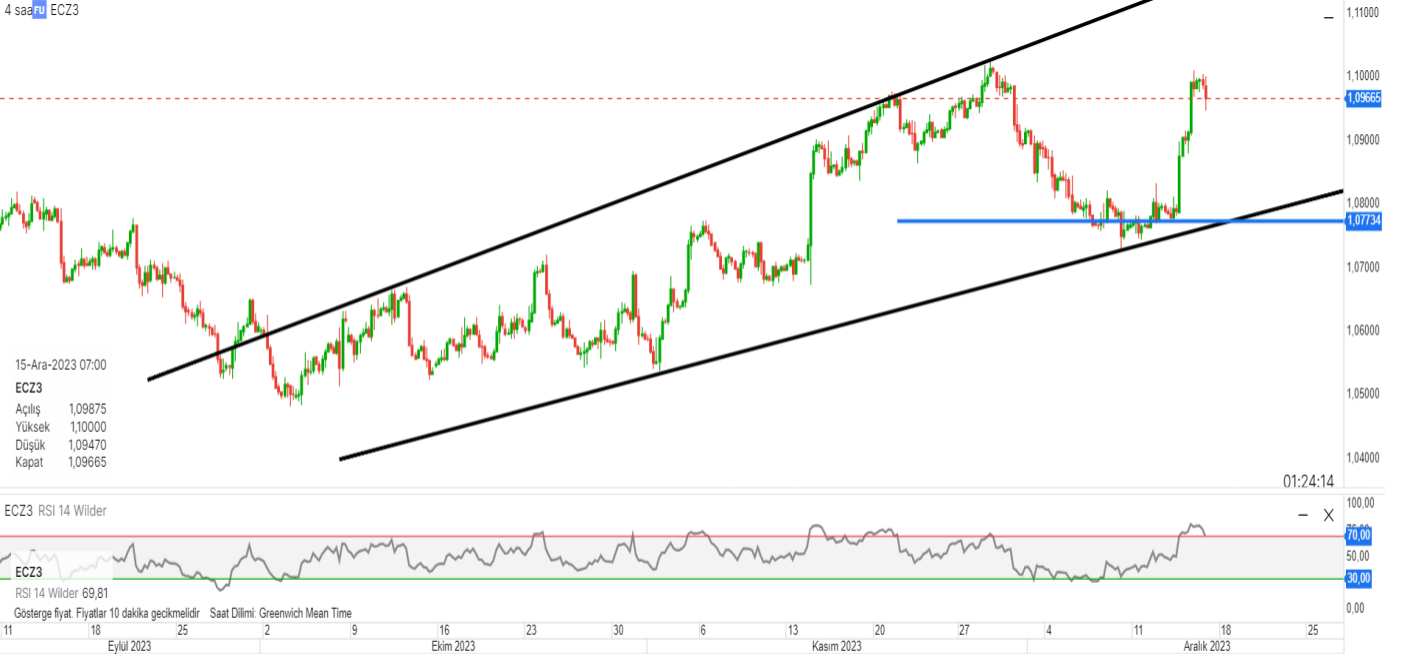 4 saa FU ECZ3
1,11000
1,10000
1,09665
1,09000
1,08000
1,07734
1,07000
1,06000
1,05000
1,04000
15-Ara-2023 07:00
ECZ3
Açılış 1,09875
Yüksek 1,10000
Düşük 1,09470
Kapat 1,09665
01:24:14
ECZ3 RSI 14 Wilder
X
100,00
70,00
50,00
30,00
0,00
ECZ3
RSI 14 Wilder 69,81
Gösterge fiyat. Fiyatlar 10 dakika gecikmelidir Saat Dilimi: Greenwich Mean Time
11 18 25 2 9 16 23 30 6 13 20 27 4 11 18 25
Eylül 2023 Ekim 2023 Kasım 2023 Aralık 2023